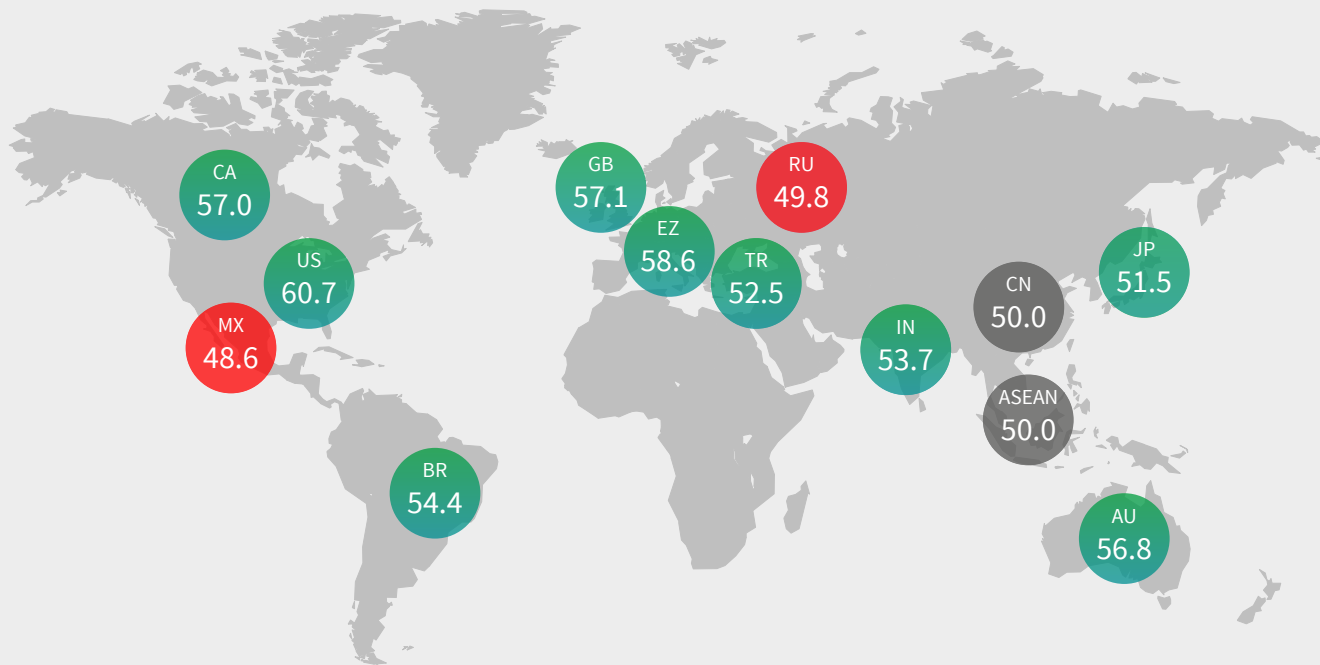 CA
57.0
US
60.7
MX
48.6
BR
54.4
GB
57.1
EZ
58.6
TR
52.5
RU
49.8
IN
53.7
CN
50.0
ASEAN
50.0
JP
51.5
AU
56.8